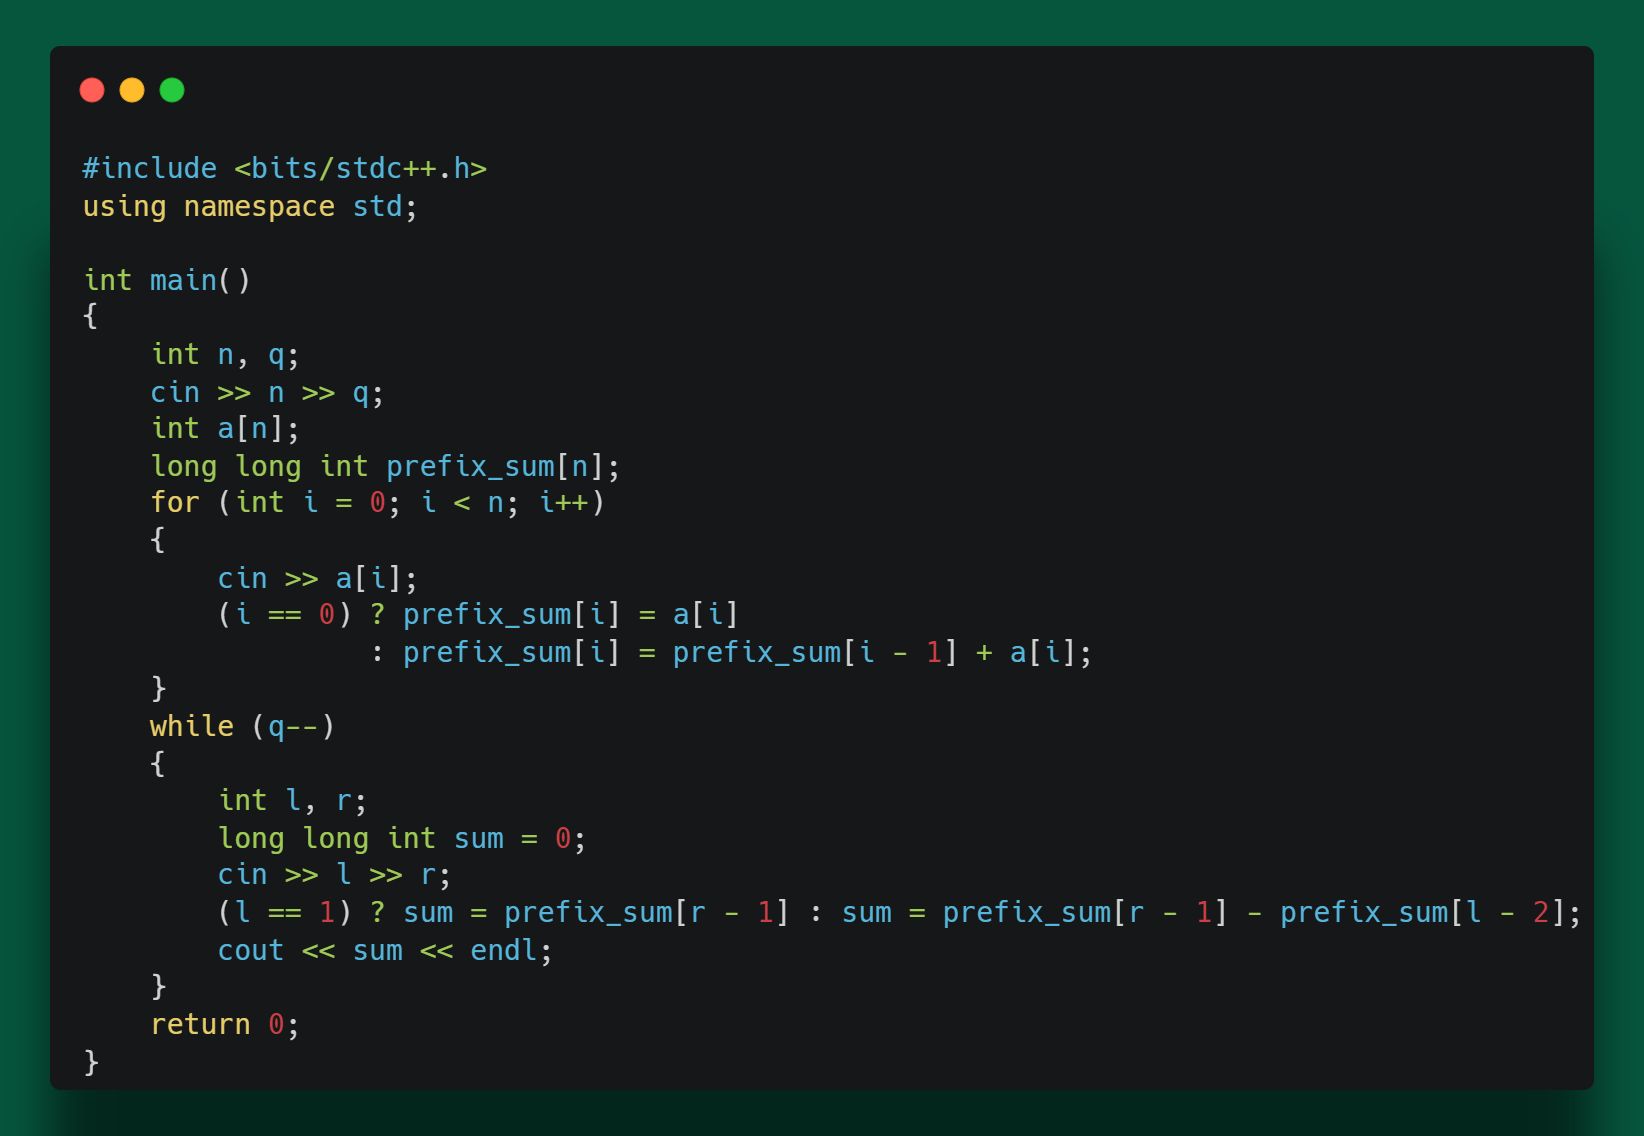 #include <bits/stdc++.h>
using namespace std;

int main()
{
    int n, q;
    cin >> n >> q;
    int a[n];
    long long int prefix_sum[n];
    for (int i = 0; i < n; i++)
    {
        cin >> a[i];
        (i == 0) ? prefix_sum[i] = a[i]
                 : prefix_sum[i] = prefix_sum[i - 1] + a[i];
    }
    while (q--)
    {
        int l, r;
        long long int sum = 0;
        cin >> l >> r;
        (l == 1) ? sum = prefix_sum[r - 1] : sum = prefix_sum[r - 1] - prefix_sum[l - 2];
        cout << sum << endl;
    }
    return 0;
}